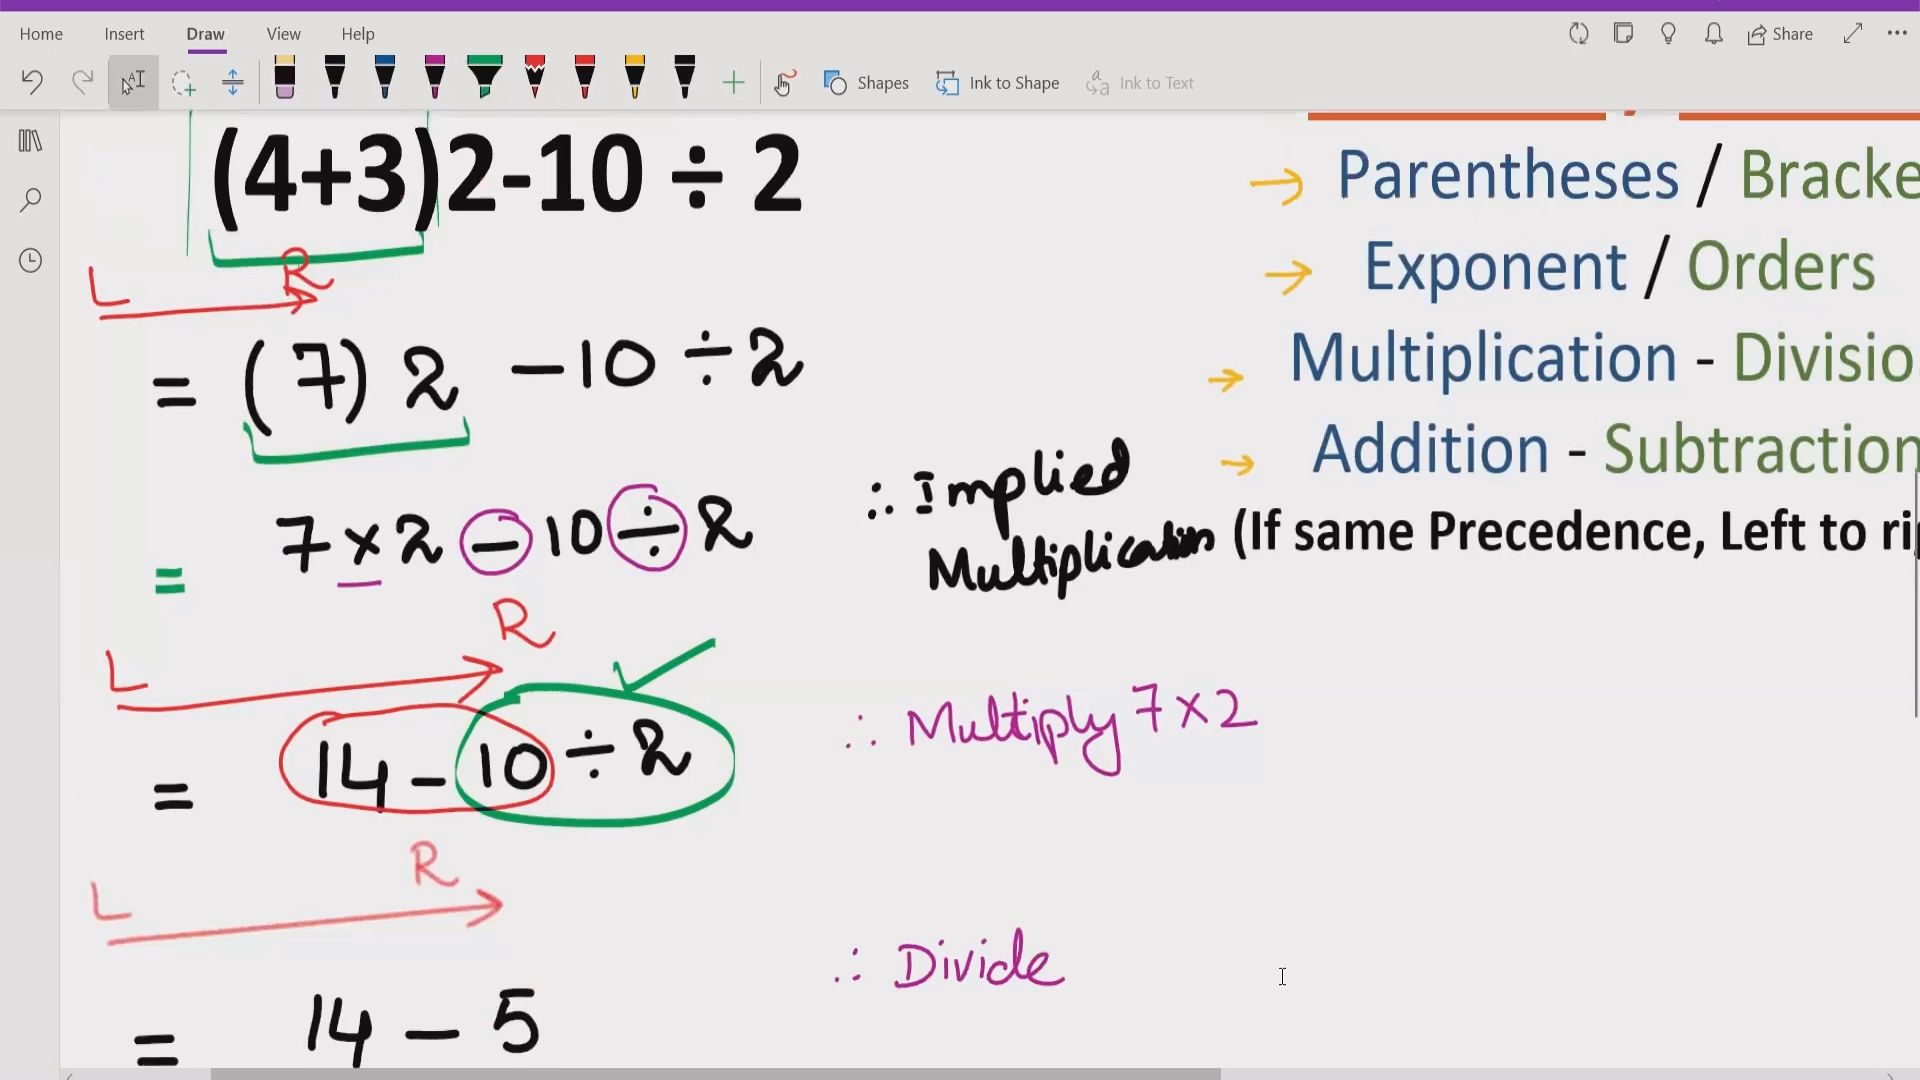 Home Insert Draw View Help Share
Shapes Ink to Shape Ink to Text
(4+3)2-10 ÷ 2
L R
= (7) 2 - 10 ÷ 2
= 7 × 2 - 10 ÷ 2
∴ Implied
Multiplication
L R
= 14 - 10 ÷ 2
∴ Multiply 7×2
L R
∴ Divide
= 14 - 5
→ Parentheses / Bracke
→ Exponent / Orders
→ Multiplication - Divisio
→ Addition - Subtraction
(If same Precedence, Left to ri